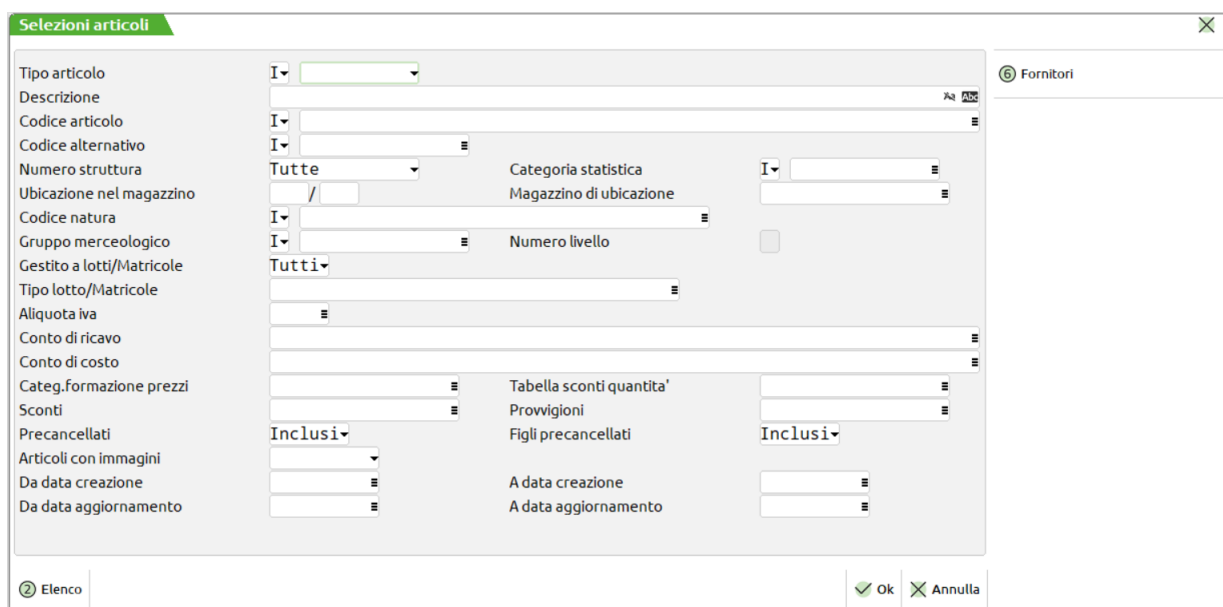 Selezioni articoli
Tipo articolo I
6 Fornitori
Descrizione Abc
Codice articolo I
Codice alternativo I
Numero struttura Tutte Categoria statistica I
Ubicazione nel magazzino / Magazzino di ubicazione
Codice natura I
Gruppo merceologico I Numero livello
Gestito a lotti/Matricole Tutti
Tipo lotto/Matricole
Aliquota iva
Conto di ricavo
Conto di costo
Categ.formazione prezzi Tabella sconti quantita'
Sconti Provvigioni
Precancellati Inclusi Figli precancellati Inclusi
Articoli con immagini
Da data creazione A data creazione
Da data aggiornamento A data aggiornamento
2 Elenco Ok Annulla